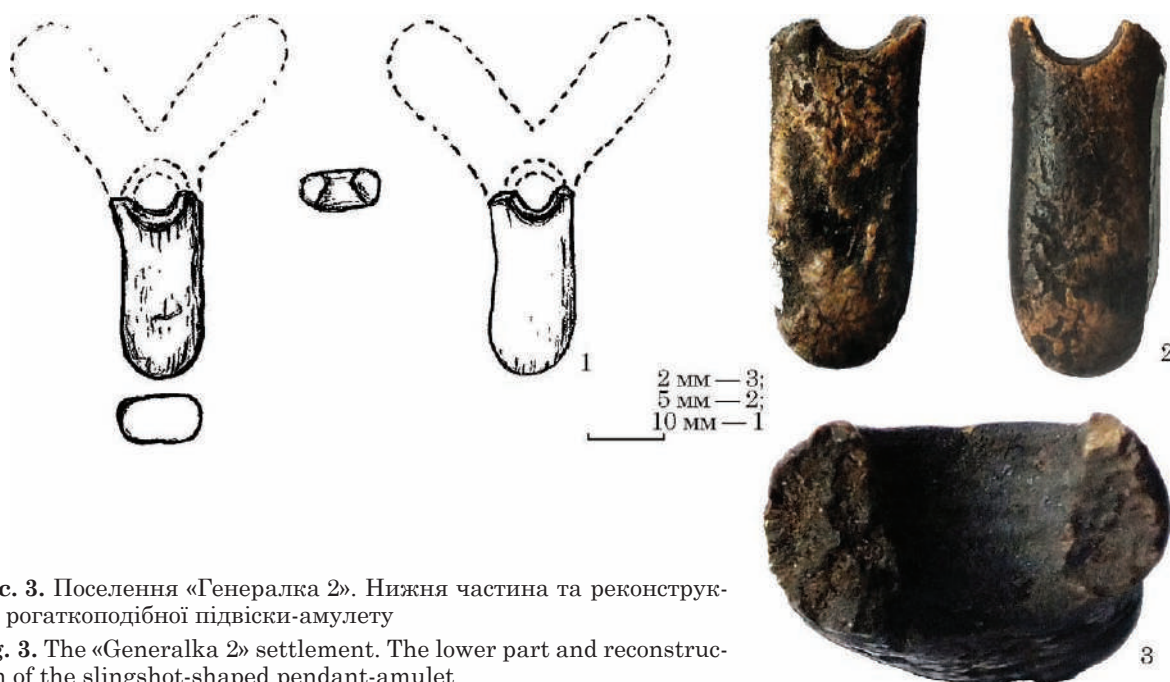 1
2 мм — 3;
5 мм — 2;
10 мм — 1
2
3
с. 3. Поселення «Генералка 2». Нижня частина та реконструк-
рогаткоподібної підвіски-амулету
g. 3. The «Generalka 2» settlement. The lower part and reconstruc-
n of the slingshot-shaped pendant-amulet